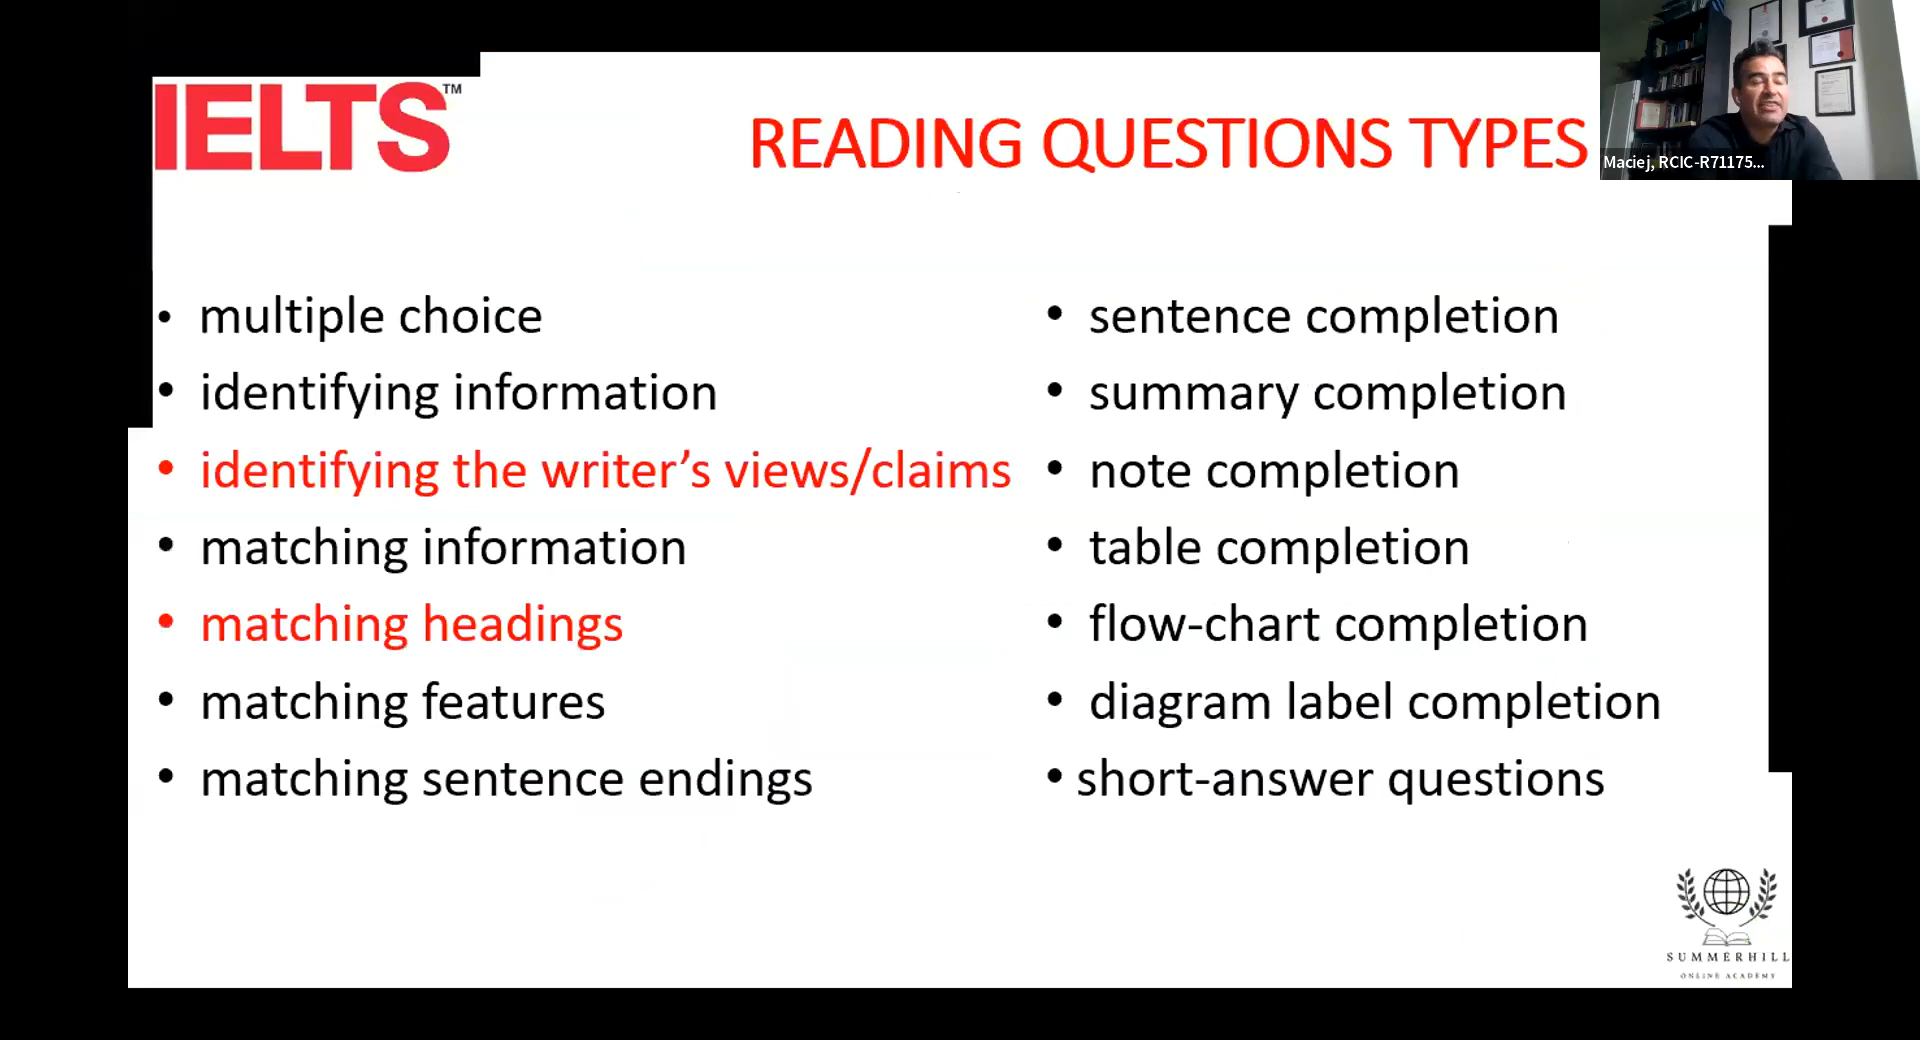 IELTS™
READING QUESTIONS TYPES
Maciej, RCIC-R71175...
• multiple choice
• identifying information
• identifying the writer’s views/claims
• matching information
• matching headings
• matching features
• matching sentence endings
• sentence completion
• summary completion
• note completion
• table completion
• flow-chart completion
• diagram label completion
• short-answer questions
SUMMERHILL
ONLINE ACADEMY